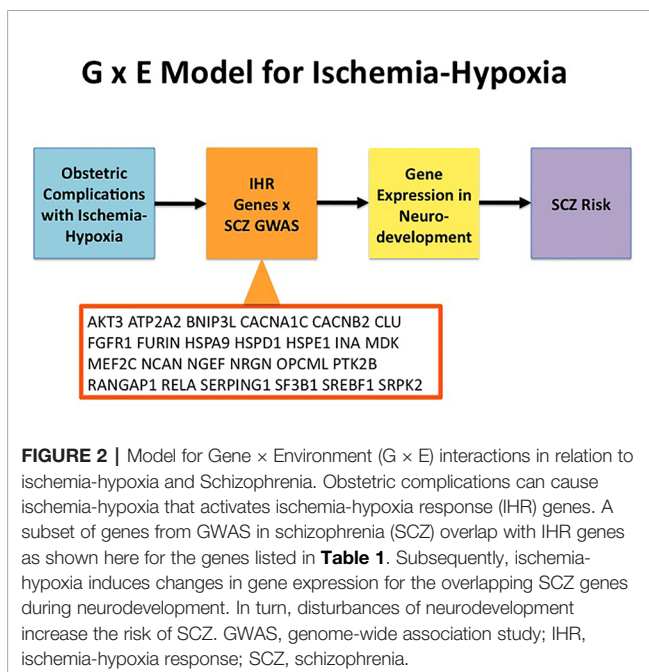 G x E Model for Ischemia-Hypoxia
Obstetric
Complications
with Ischemia-
Hypoxia
IHR
Genes x
SCZ GWAS
Gene
Expression in
Neuro-
development
SCZ Risk
AKT3 ATP2A2 BNIP3L CACNA1C CACNB2 CLU
FGFR1 FURIN HSPA9 HSPD1 HSPE1 INA MDK
MEF2C NCAN NGEF NRGN OPCML PTK2B
RANGAP1 RELA SERPING1 SF3B1 SREBF1 SRPK2
FIGURE 2 | Model for Gene × Environment (G × E) interactions in relation to
ischemia-hypoxia and Schizophrenia. Obstetric complications can cause
ischemia-hypoxia that activates ischemia-hypoxia response (IHR) genes. A
subset of genes from GWAS in schizophrenia (SCZ) overlap with IHR genes
as shown here for the genes listed in Table 1. Subsequently, ischemia-
hypoxia induces changes in gene expression for the overlapping SCZ genes
during neurodevelopment. In turn, disturbances of neurodevelopment
increase the risk of SCZ. GWAS, genome-wide association study; IHR,
ischemia-hypoxia response; SCZ, schizophrenia.